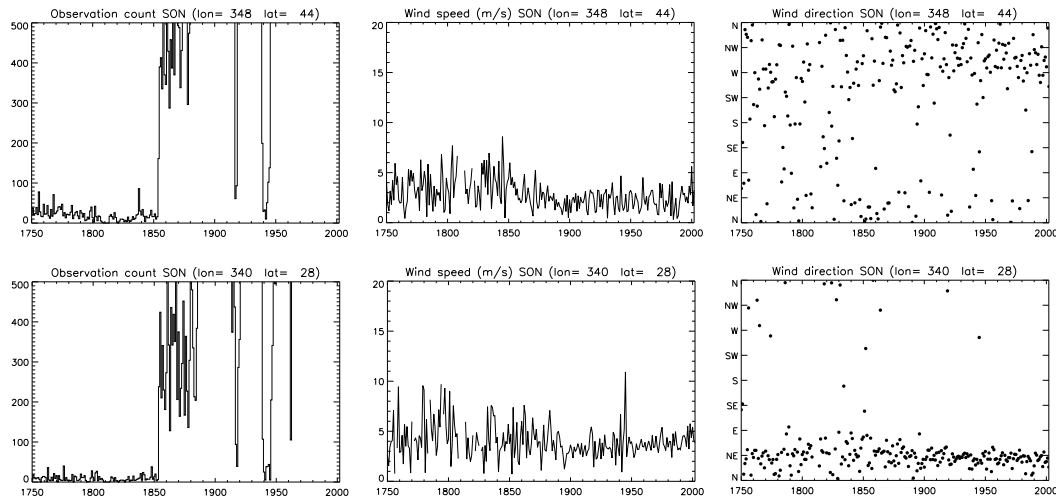 Observation count SON (lon= 348 lat= 44)
500
400
300
200
100
0
1750 1800 1850 1900 1950 2000
Wind speed (m/s) SON (lon= 348 lat= 44)
20
15
10
5
0
1750 1800 1850 1900 1950 2000
Wind direction SON (lon= 348 lat= 44)
N
NW
W
SW
S
SE
E
NE
N
1750 1800 1850 1900 1950 2000
Observation count SON (lon= 340 lat= 28)
500
400
300
200
100
0
1750 1800 1850 1900 1950 2000
Wind speed (m/s) SON (lon= 340 lat= 28)
20
15
10
5
0
1750 1800 1850 1900 1950 2000
Wind direction SON (lon= 340 lat= 28)
N
NW
W
SW
S
SE
E
NE
N
1750 1800 1850 1900 1950 2000